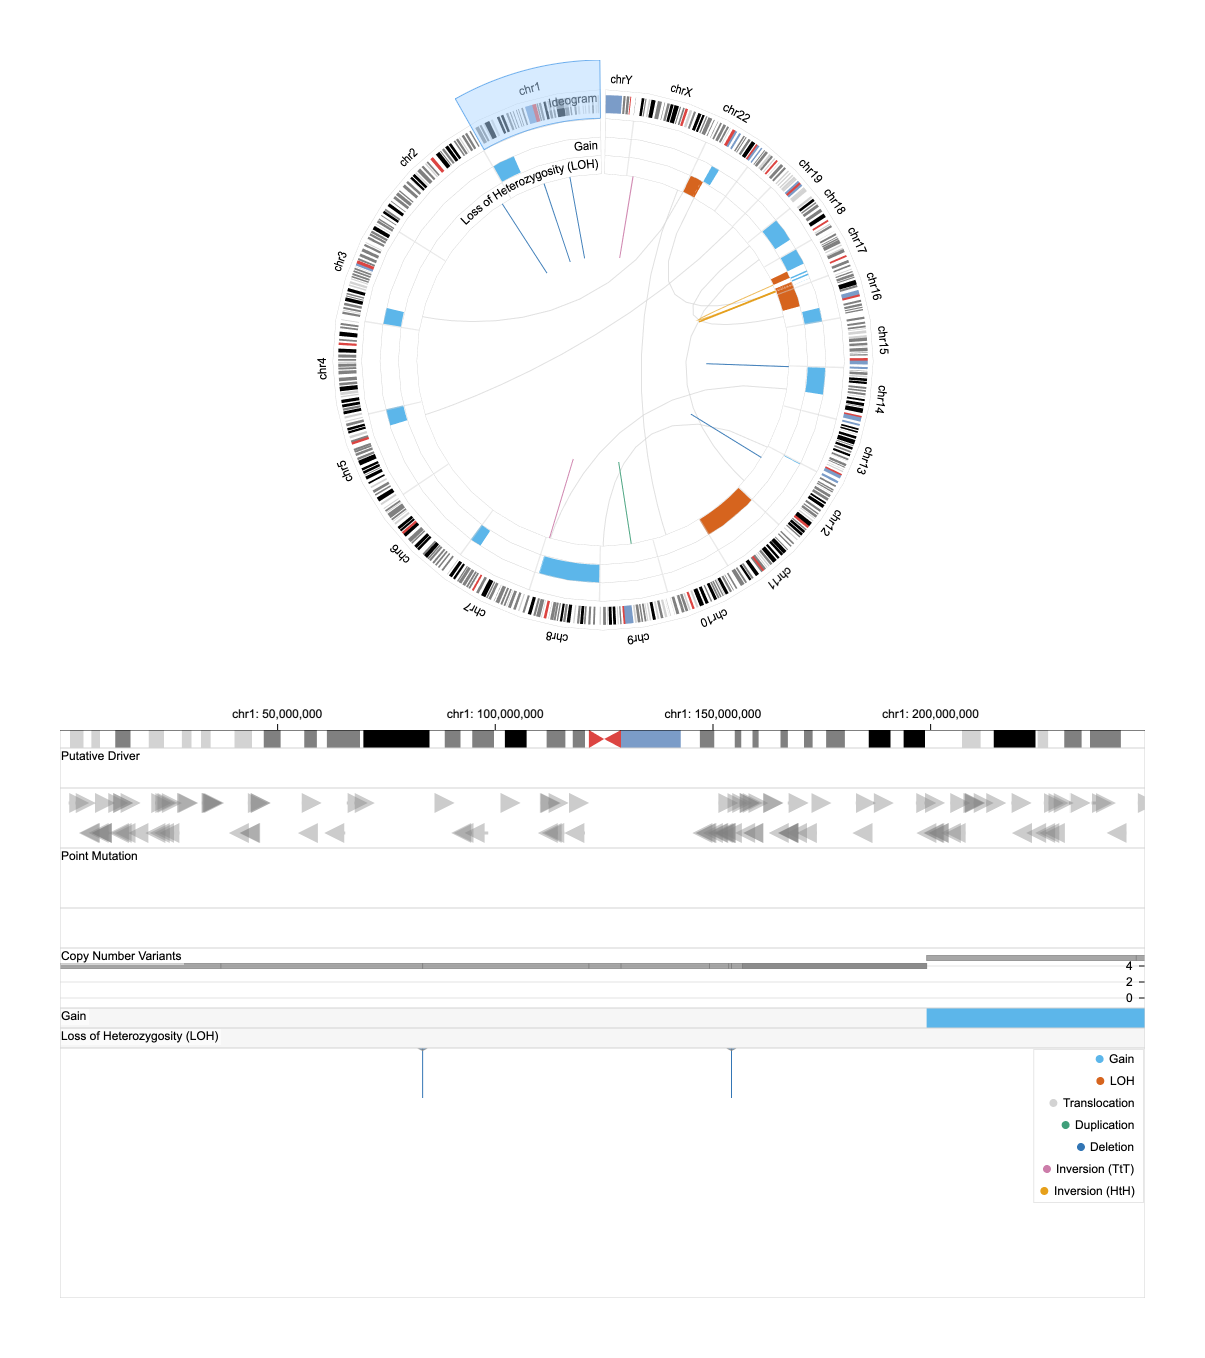 chr1
Ideogram
Gain
Loss of Heterozygosity (LOH)
chrY
chrX
chr22
chr19
chr18
chr17
chr16
chr15
chr14
chr13
chr12
chr11
chr10
chr9
chr8
chr7
chr6
chr5
chr4
chr3
chr2
chr1: 50,000,000 chr1: 100,000,000 chr1: 150,000,000 chr1: 200,000,000
Putative Driver
Point Mutation
Copy Number Variants
4
2
0
Gain
Loss of Heterozygosity (LOH)
Gain
LOH
Translocation
Duplication
Deletion
Inversion (TtT)
Inversion (HtH)